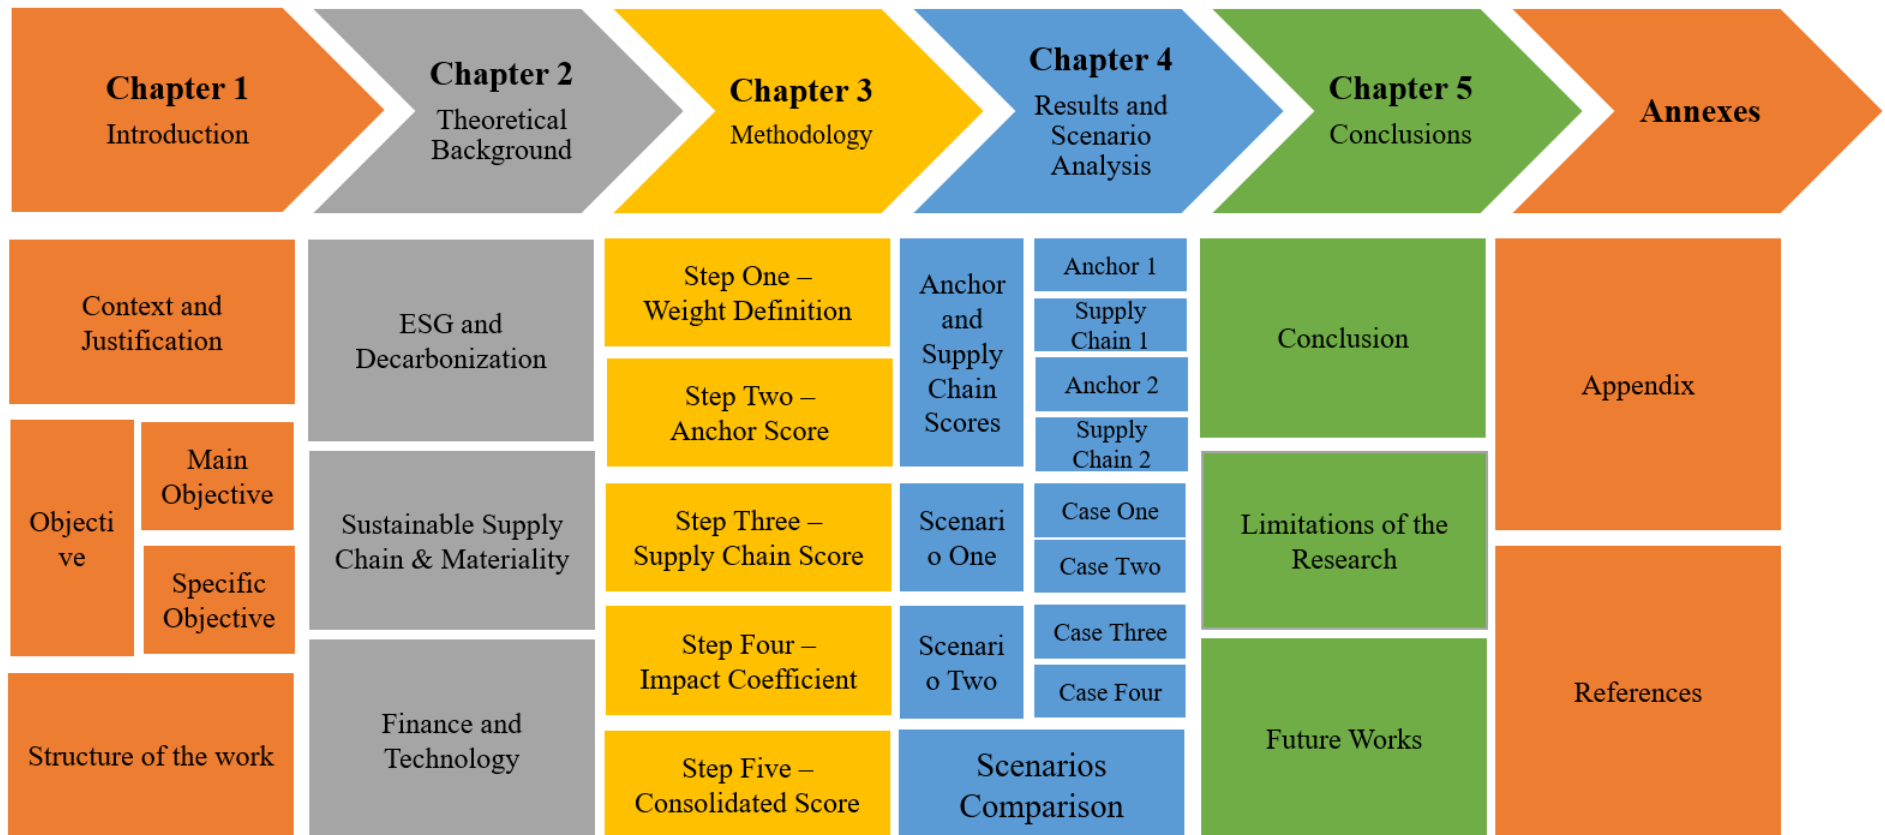 Chapter 1
Introduction
Chapter 2
Theoretical
Background
Chapter 3
Methodology
Chapter 4
Results and
Scenario
Analysis
Chapter 5
Conclusions
Annexes
Context and
Justification
Objecti
ve
Main
Objective
Specific
Objective
Structure of the work
ESG and
Decarbonization
Sustainable Supply
Chain & Materiality
Finance and
Technology
Step One –
Weight Definition
Step Two –
Anchor Score
Step Three –
Supply Chain Score
Step Four –
Impact Coefficient
Step Five –
Consolidated Score
Anchor
and
Supply
Chain
Scores
Anchor 1
Supply
Chain 1
Anchor 2
Supply
Chain 2
Scenari
o One
Case One
Case Two
Scenari
o Two
Case Three
Case Four
Scenarios
Comparison
Conclusion
Limitations of the
Research
Future Works
Appendix
References